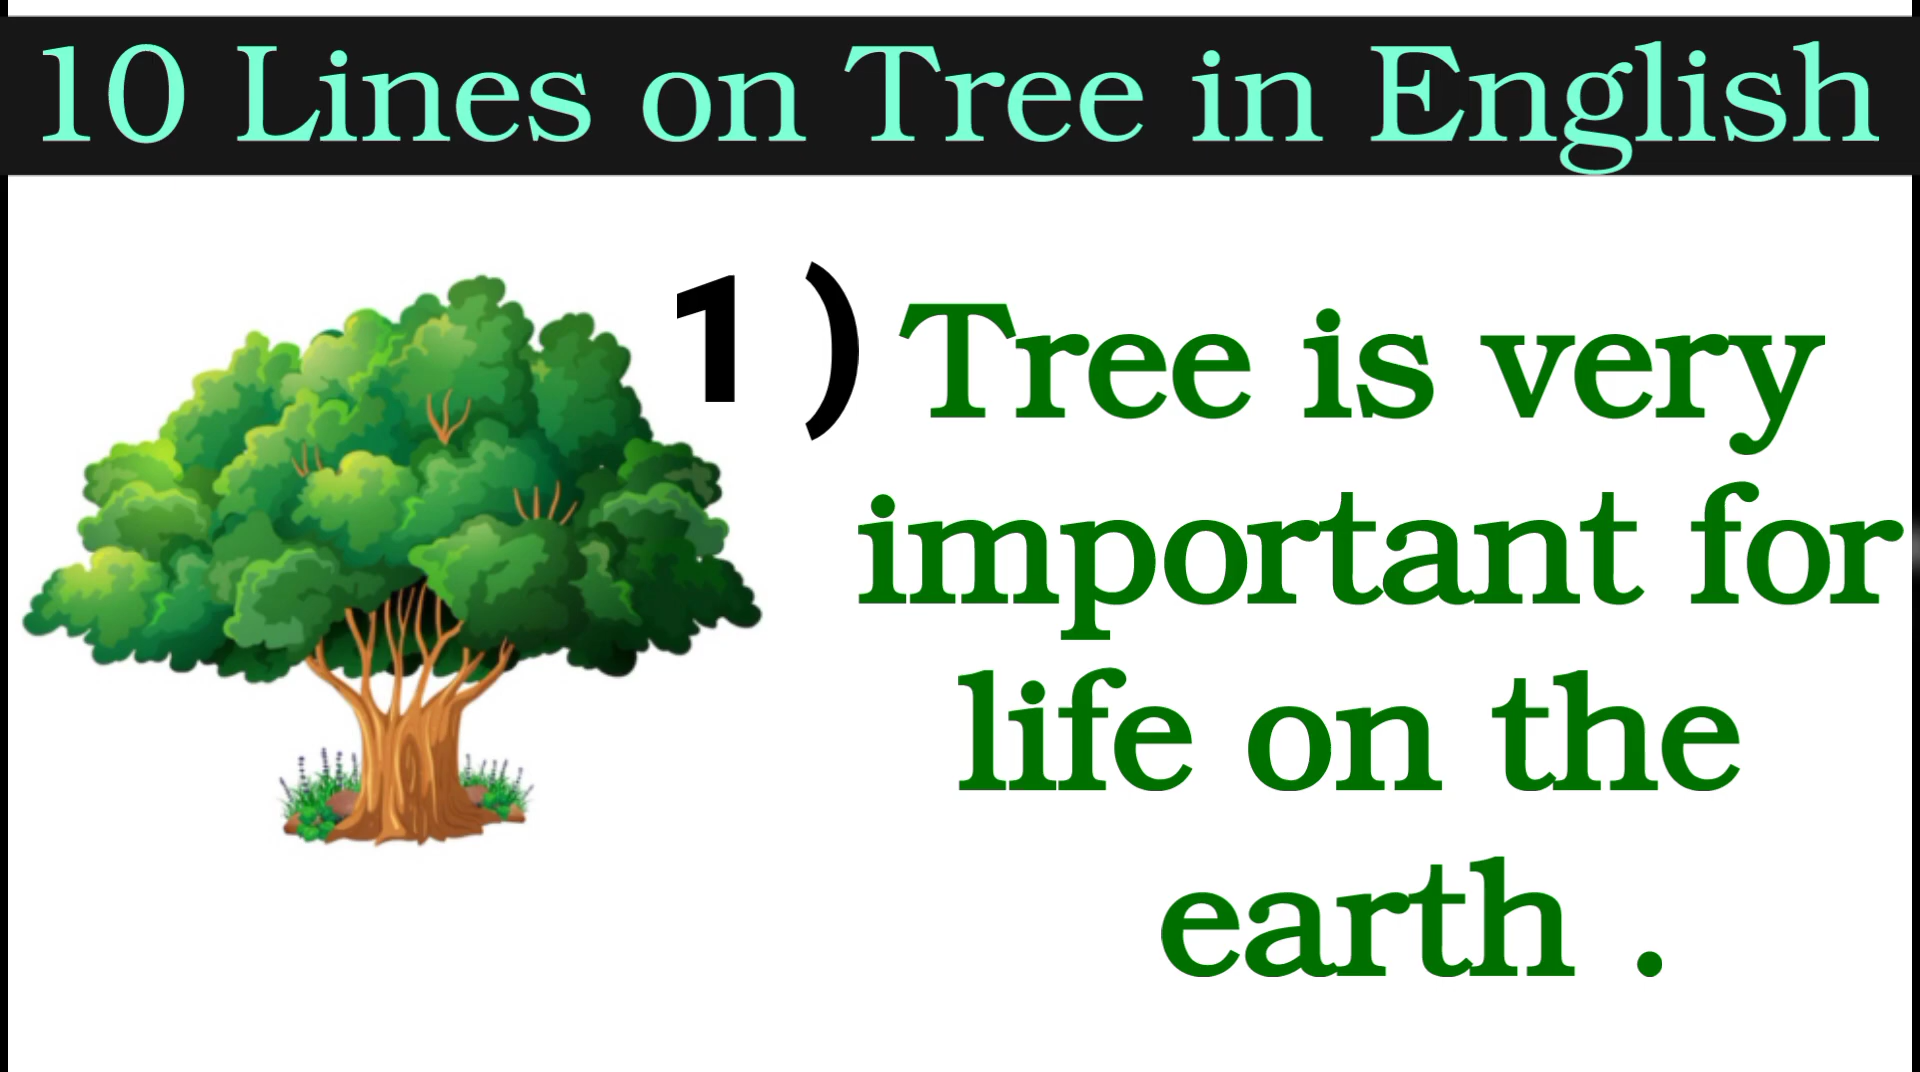 10 Lines on Tree in English
1) Tree is very
important for
life on the
earth .